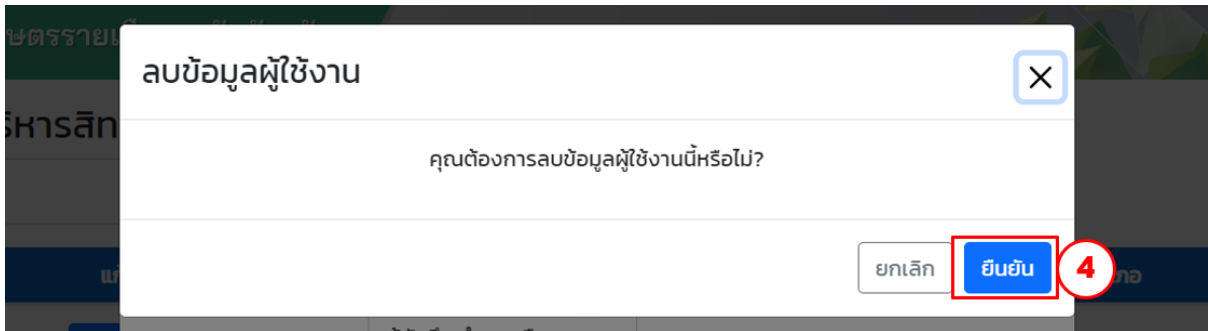 ลบข้อมูลผู้ใช้งาน
คุณต้องการลบข้อมูลผู้ใช้งานนี้หรือไม่?
ยกเลิก
ยืนยัน
4